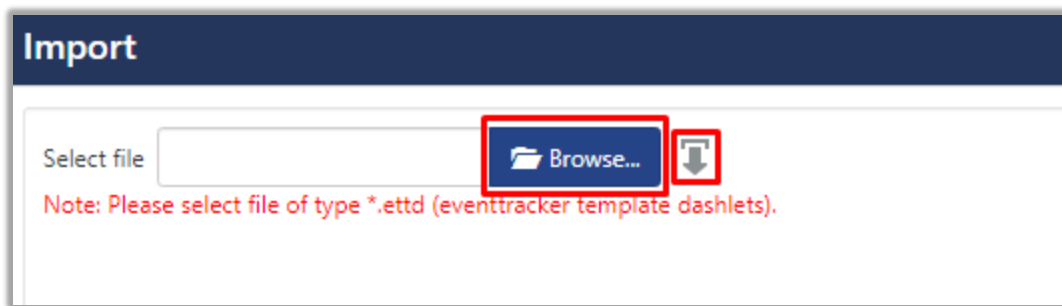 Import
Select file Browse...
Note: Please select file of type *.ettd (eventtracker template dashlets).